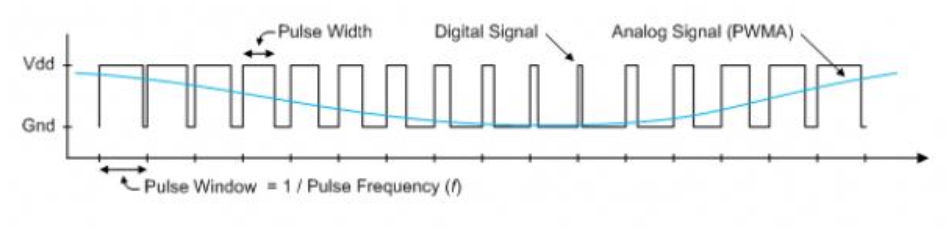 Pulse Width
Digital Signal
Analog Signal (PWMA)
Vdd
Gnd
Pulse Window = 1 / Pulse Frequency (f)